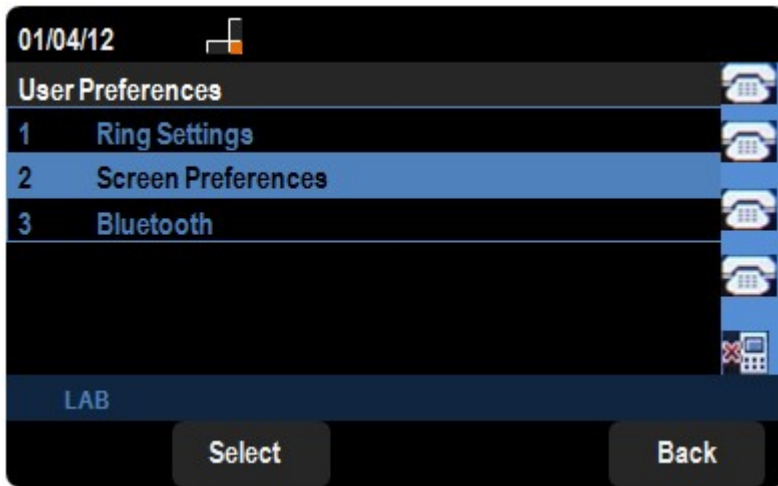 01/04/12
User Preferences
1 Ring Settings
2 Screen Preferences
3 Bluetooth
LAB
Select Back